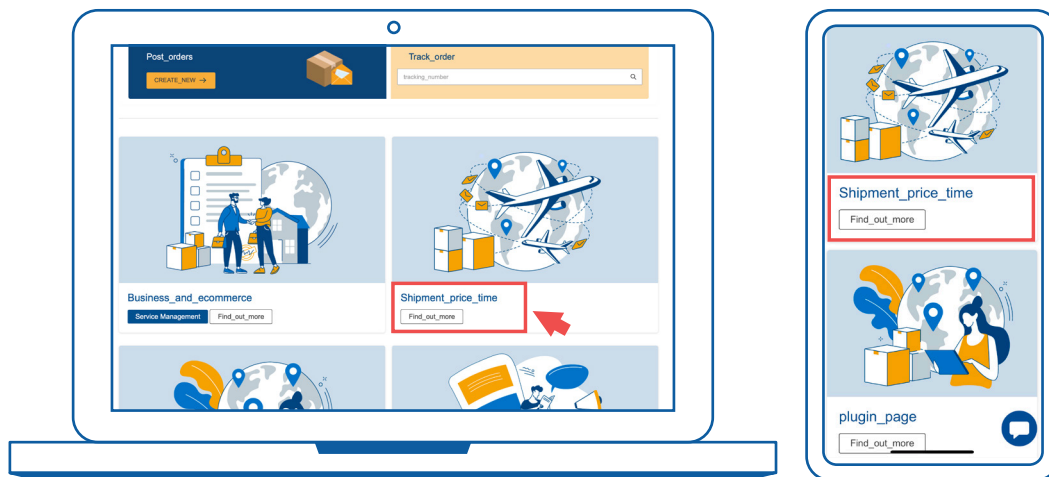 Post_orders
CREATE_NEW →
Track_order
tracking_number
Business_and_ecommerce
Service Management
Find_out_more
Shipment_price_time
Find_out_more
Shipment_price_time
Find_out_more
plugin_page
Find_out_more